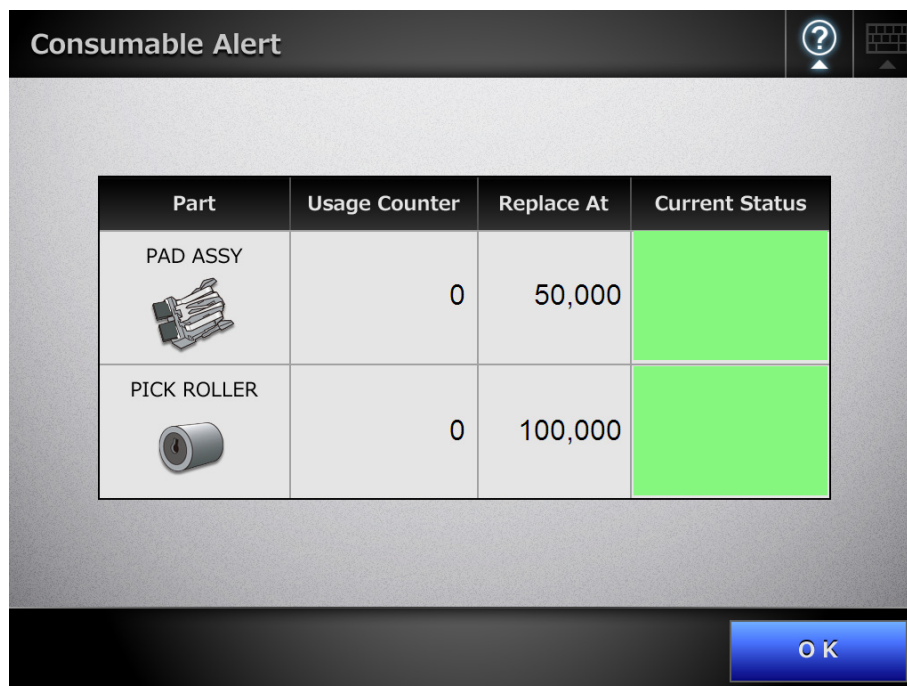 Consumable Alert
?
Part Usage Counter Replace At Current Status
PAD ASSY
0 50,000
PICK ROLLER
0 100,000
OK